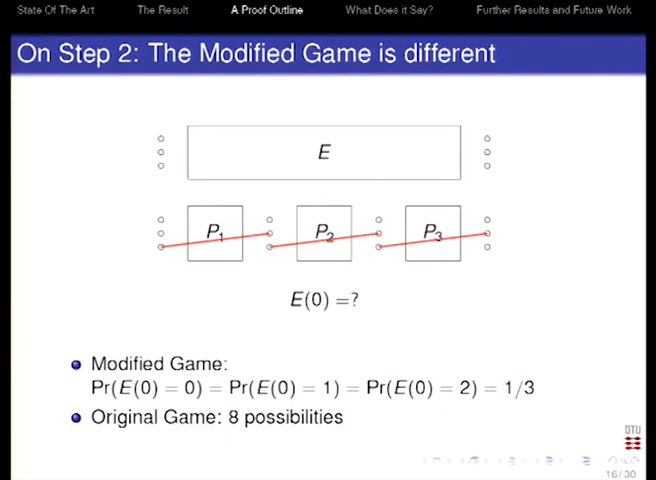 State Of The Art The Result A Proof Outline What Does it Say? Further Results and Future Work
On Step 2: The Modified Game is different
E
P1 P2 P3
E(0) =?
Modified Game:
Pr(E(0) = 0) = Pr(E(0) = 1) = Pr(E(0) = 2) = 1/3
Original Game: 8 possibilities
DTU
16/30